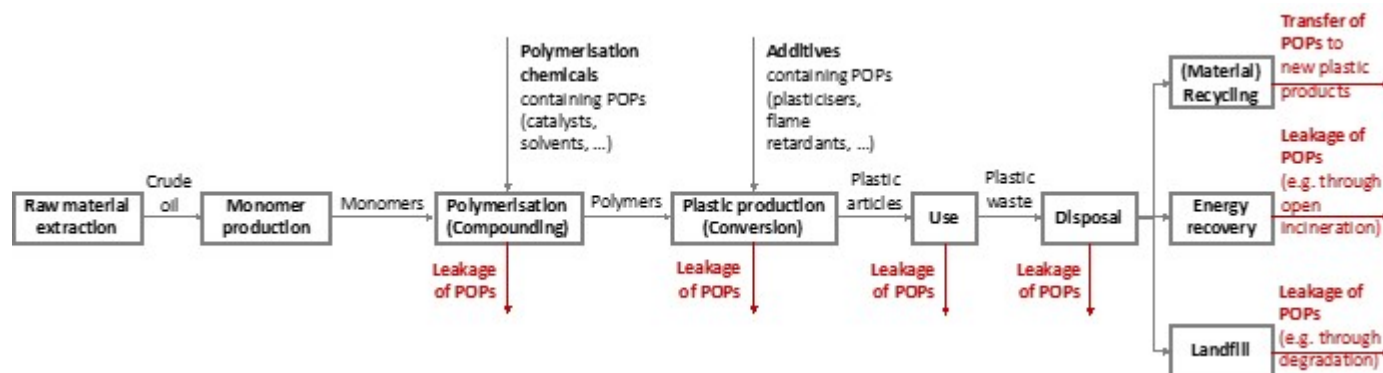 Polymerisation
chemicals
containing POPs
(catalysts,
solvents, ...)
Additives
containing POPs
(plasticisers,
flame
retardants, ...)
Transfer of
POPs to
new plastic
products
(Material)
Recycling
Raw material
extraction
Crude
oil
Monomer
production
Monomers
Polymerisation
(Compounding)
Polymers
Plastic production
(Conversion)
Plastic
articles
Use
Plastic
waste
Disposal
Energy
recovery
Leakage of
POPs
(e.g. through
open
incineration)
Leakage
of POPs
Leakage
of POPs
Leakage
of POPs
Leakage
of POPs
Landfill
Leakage of
POPs
(e.g. through
degradation)